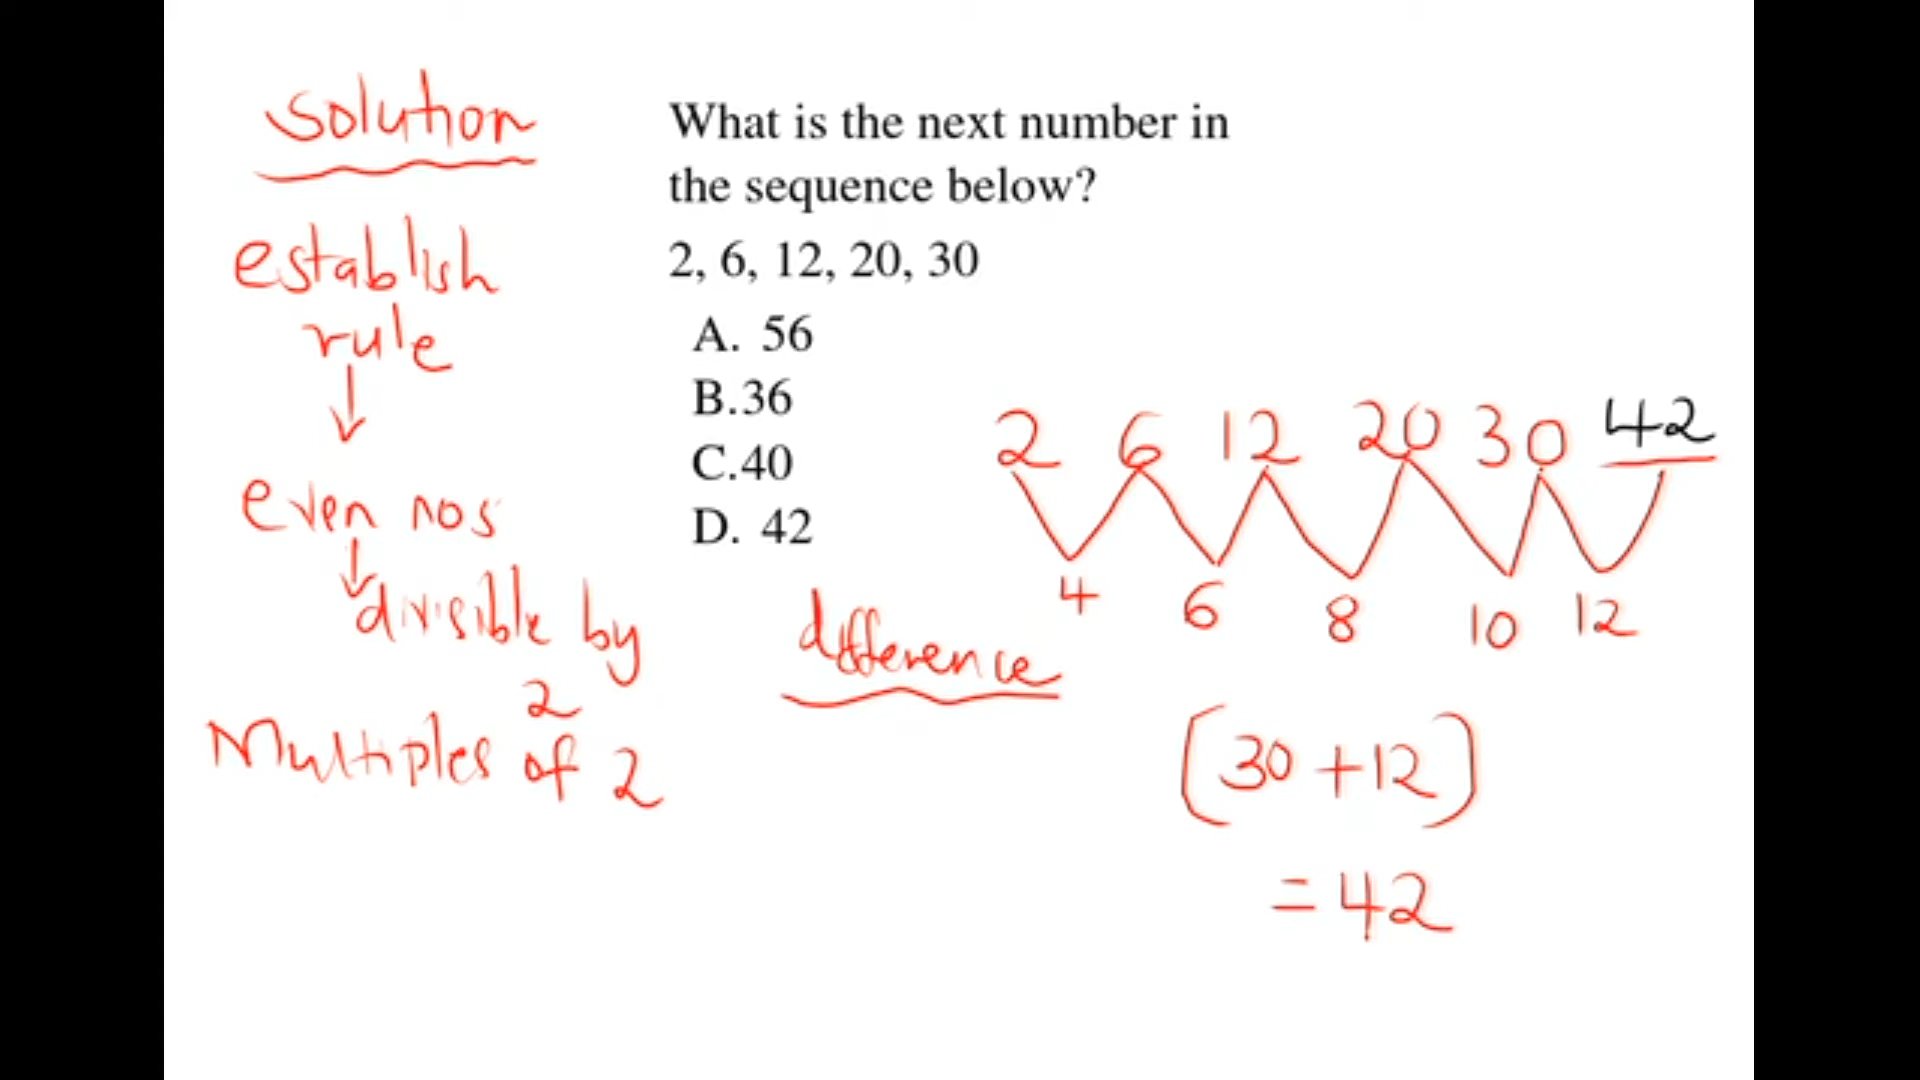 solution
establish
rule
even nos
divisible by
2
Multiples of 2
What is the next number in
the sequence below?
2, 6, 12, 20, 30
A. 56
B.36
C.40
D. 42
2 6 12 20 30 42
4 6 8 10 12
difference
(30 + 12)
= 42